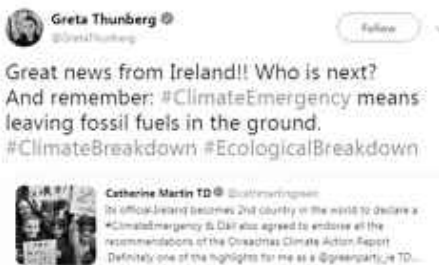 Greta Thunberg
@GretaThunberg
Follow
Great news from Ireland!! Who is next?
And remember: #ClimateEmergency means
leaving fossil fuels in the ground.
#ClimateBreakdown #EcologicalBreakdown
Catherine Martin TD @cathmartingreen
Its official-Ireland becomes 2nd country in the world to declare a
#ClimateEmergency & Dáil also agreed to endorse all the
recommendations of the Oireachtas Climate Action Report
Definitely one of the highlights for me as a @greenparty_ie TD...